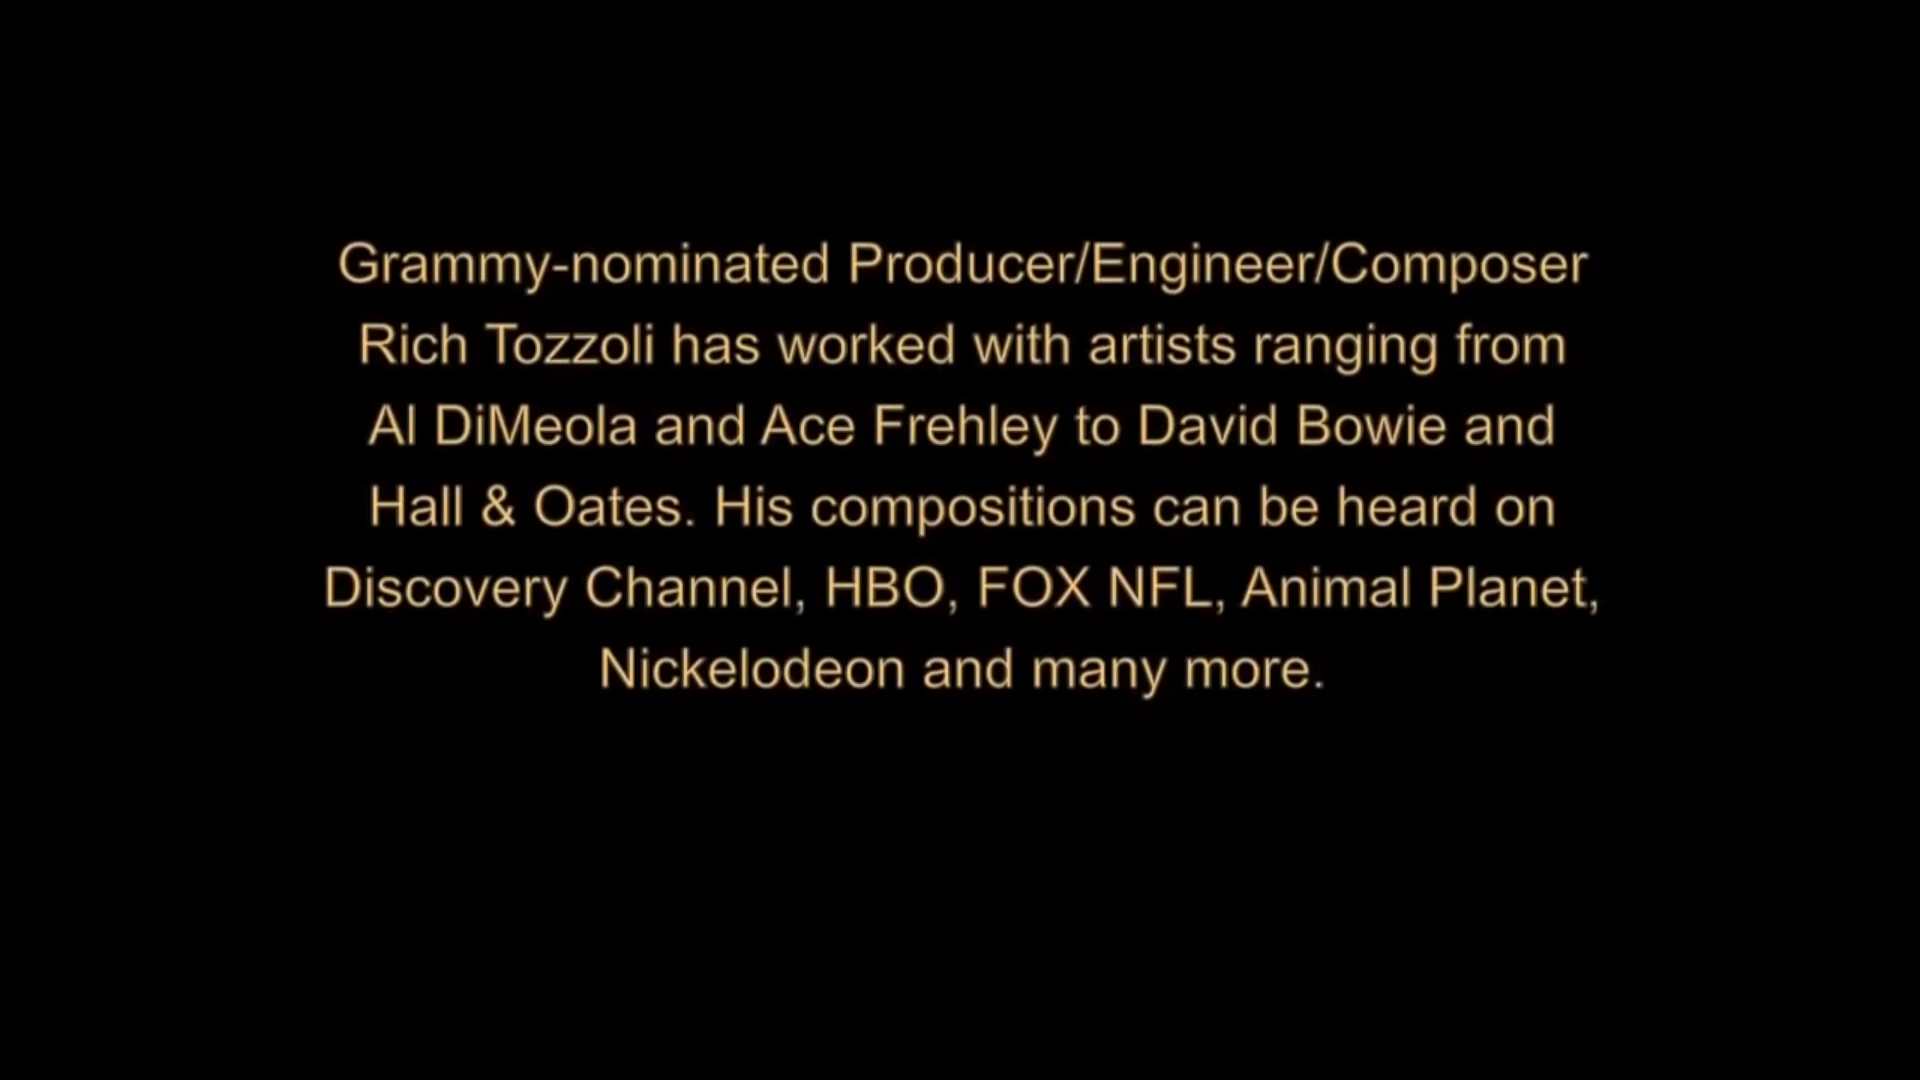 Grammy-nominated Producer/Engineer/Composer
Rich Tozzoli has worked with artists ranging from
Al DiMeola and Ace Frehley to David Bowie and
Hall & Oates. His compositions can be heard on
Discovery Channel, HBO, FOX NFL, Animal Planet,
Nickelodeon and many more.